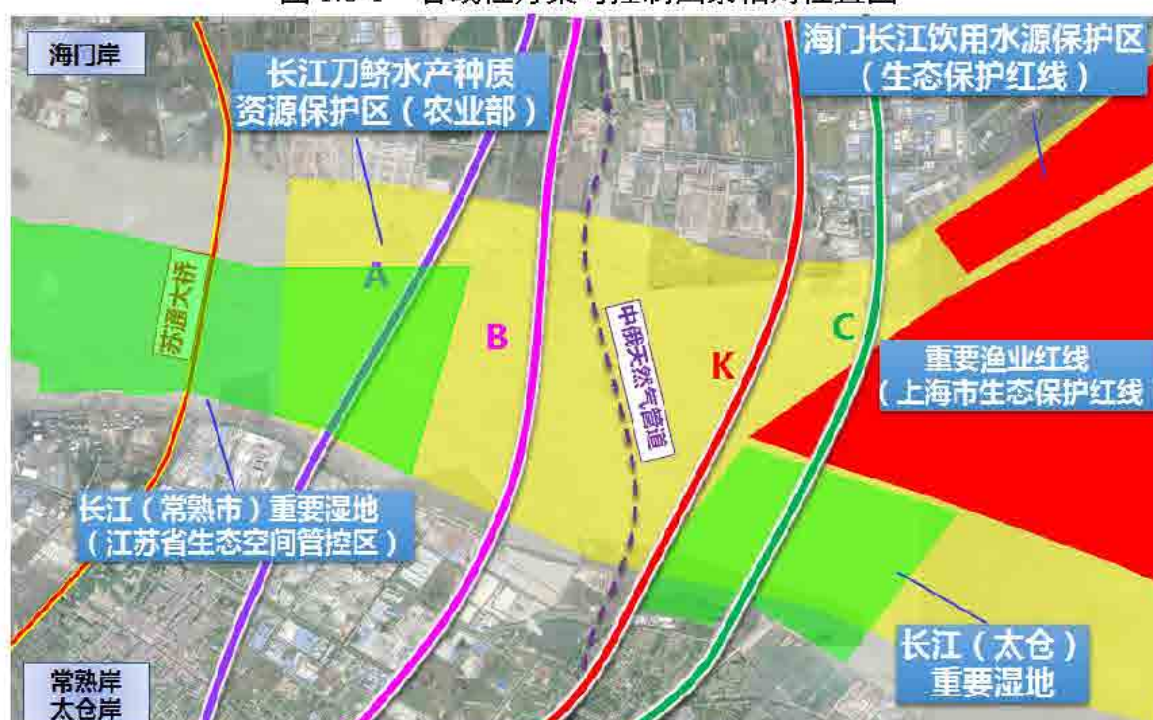 海门岸
长江刀鲚水产种质
资源保护区（农业部）
海门长江饮用水源保护区
（生态保护红线）
A
苏通大桥
B
中俄天然气管道
K
C
重要渔业红线
（上海市生态保护红线
长江（常熟市）重要湿地
（江苏省生态空间管控区）
长江（太仓）
重要湿地
常熟岸
太仓岸